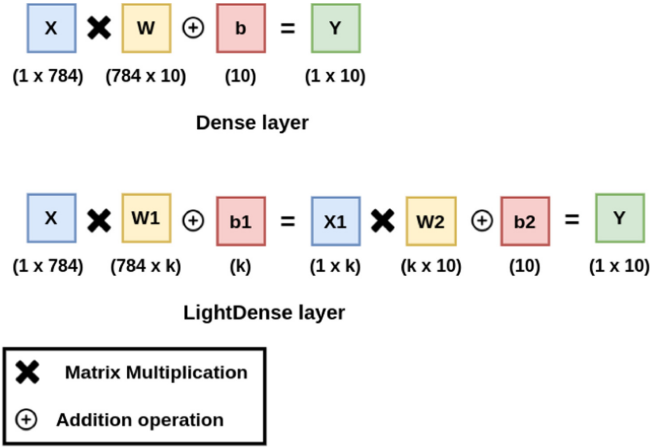 X ✖ W ⊕ b = Y
(1 x 784) (784 x 10) (10) (1 x 10)
Dense layer
X ✖ W1 ⊕ b1 = X1 ✖ W2 ⊕ b2 = Y
(1 x 784) (784 x k) (k) (1 x k) (k x 10) (10) (1 x 10)
LightDense layer
✖ Matrix Multiplication
⊕ Addition operation